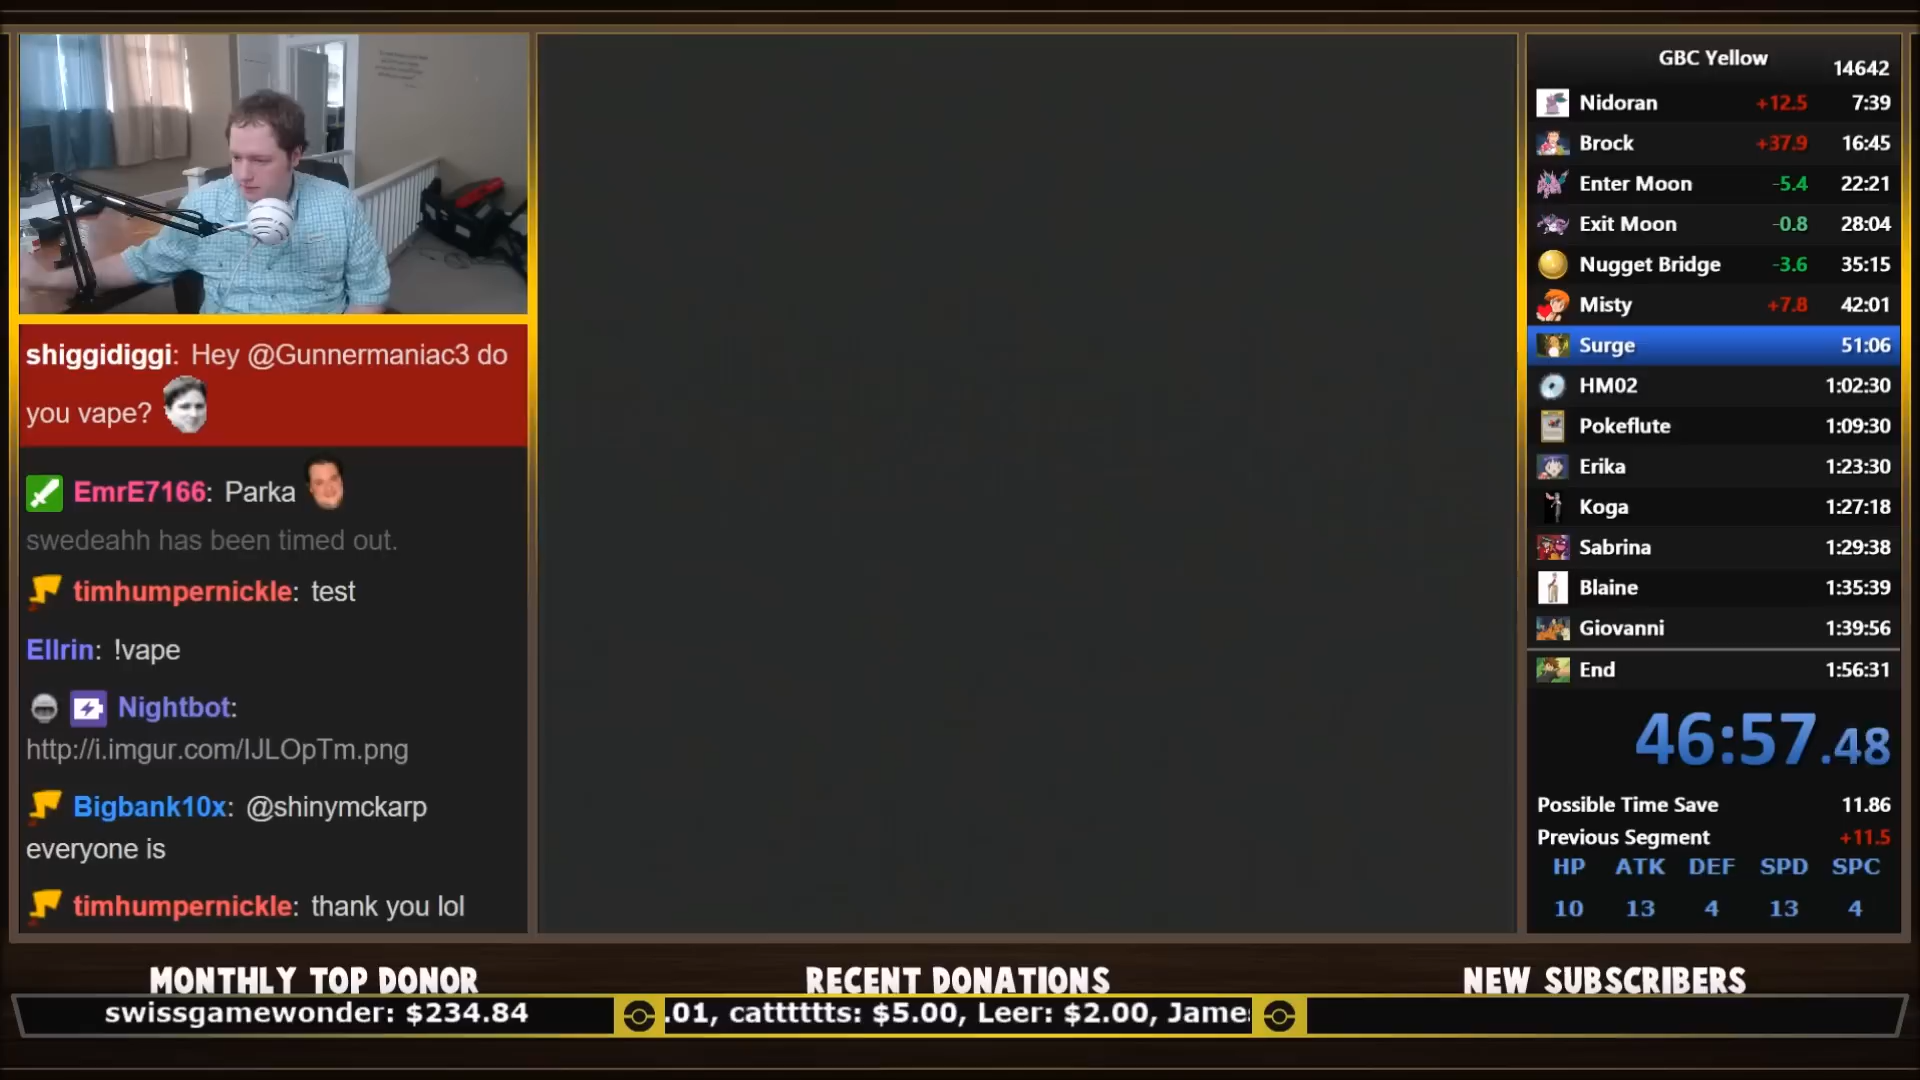 shiggidiggi: Hey @Gunnermaniac3 do
you vape?
EmrE7166: Parka
swedeahh has been timed out.
timhumpernickle: test
Ellrin: !vape
Nightbot:
http://i.imgur.com/IJLOpTm.png
Bigbank10x: @shinymckarp
everyone is
timhumpernickle: thank you lol
GBC Yellow 14642
Nidoran +12.5 7:39
Brock +37.9 16:45
Enter Moon -5.4 22:21
Exit Moon -0.8 28:04
Nugget Bridge -3.6 35:15
Misty +7.8 42:01
Surge 51:06
HM02 1:02:30
Pokeflute 1:09:30
Erika 1:23:30
Koga 1:27:18
Sabrina 1:29:38
Blaine 1:35:39
Giovanni 1:39:56
End 1:56:31
46:57.48
Possible Time Save 11.86
Previous Segment +11.5
HP ATK DEF SPD SPC
10 13 4 13 4
MONTHLY TOP DONOR
swissgamewonder: $234.84
RECENT DONATIONS
.01, catttttts: $5.00, Leer: $2.00, James
NEW SUBSCRIBERS